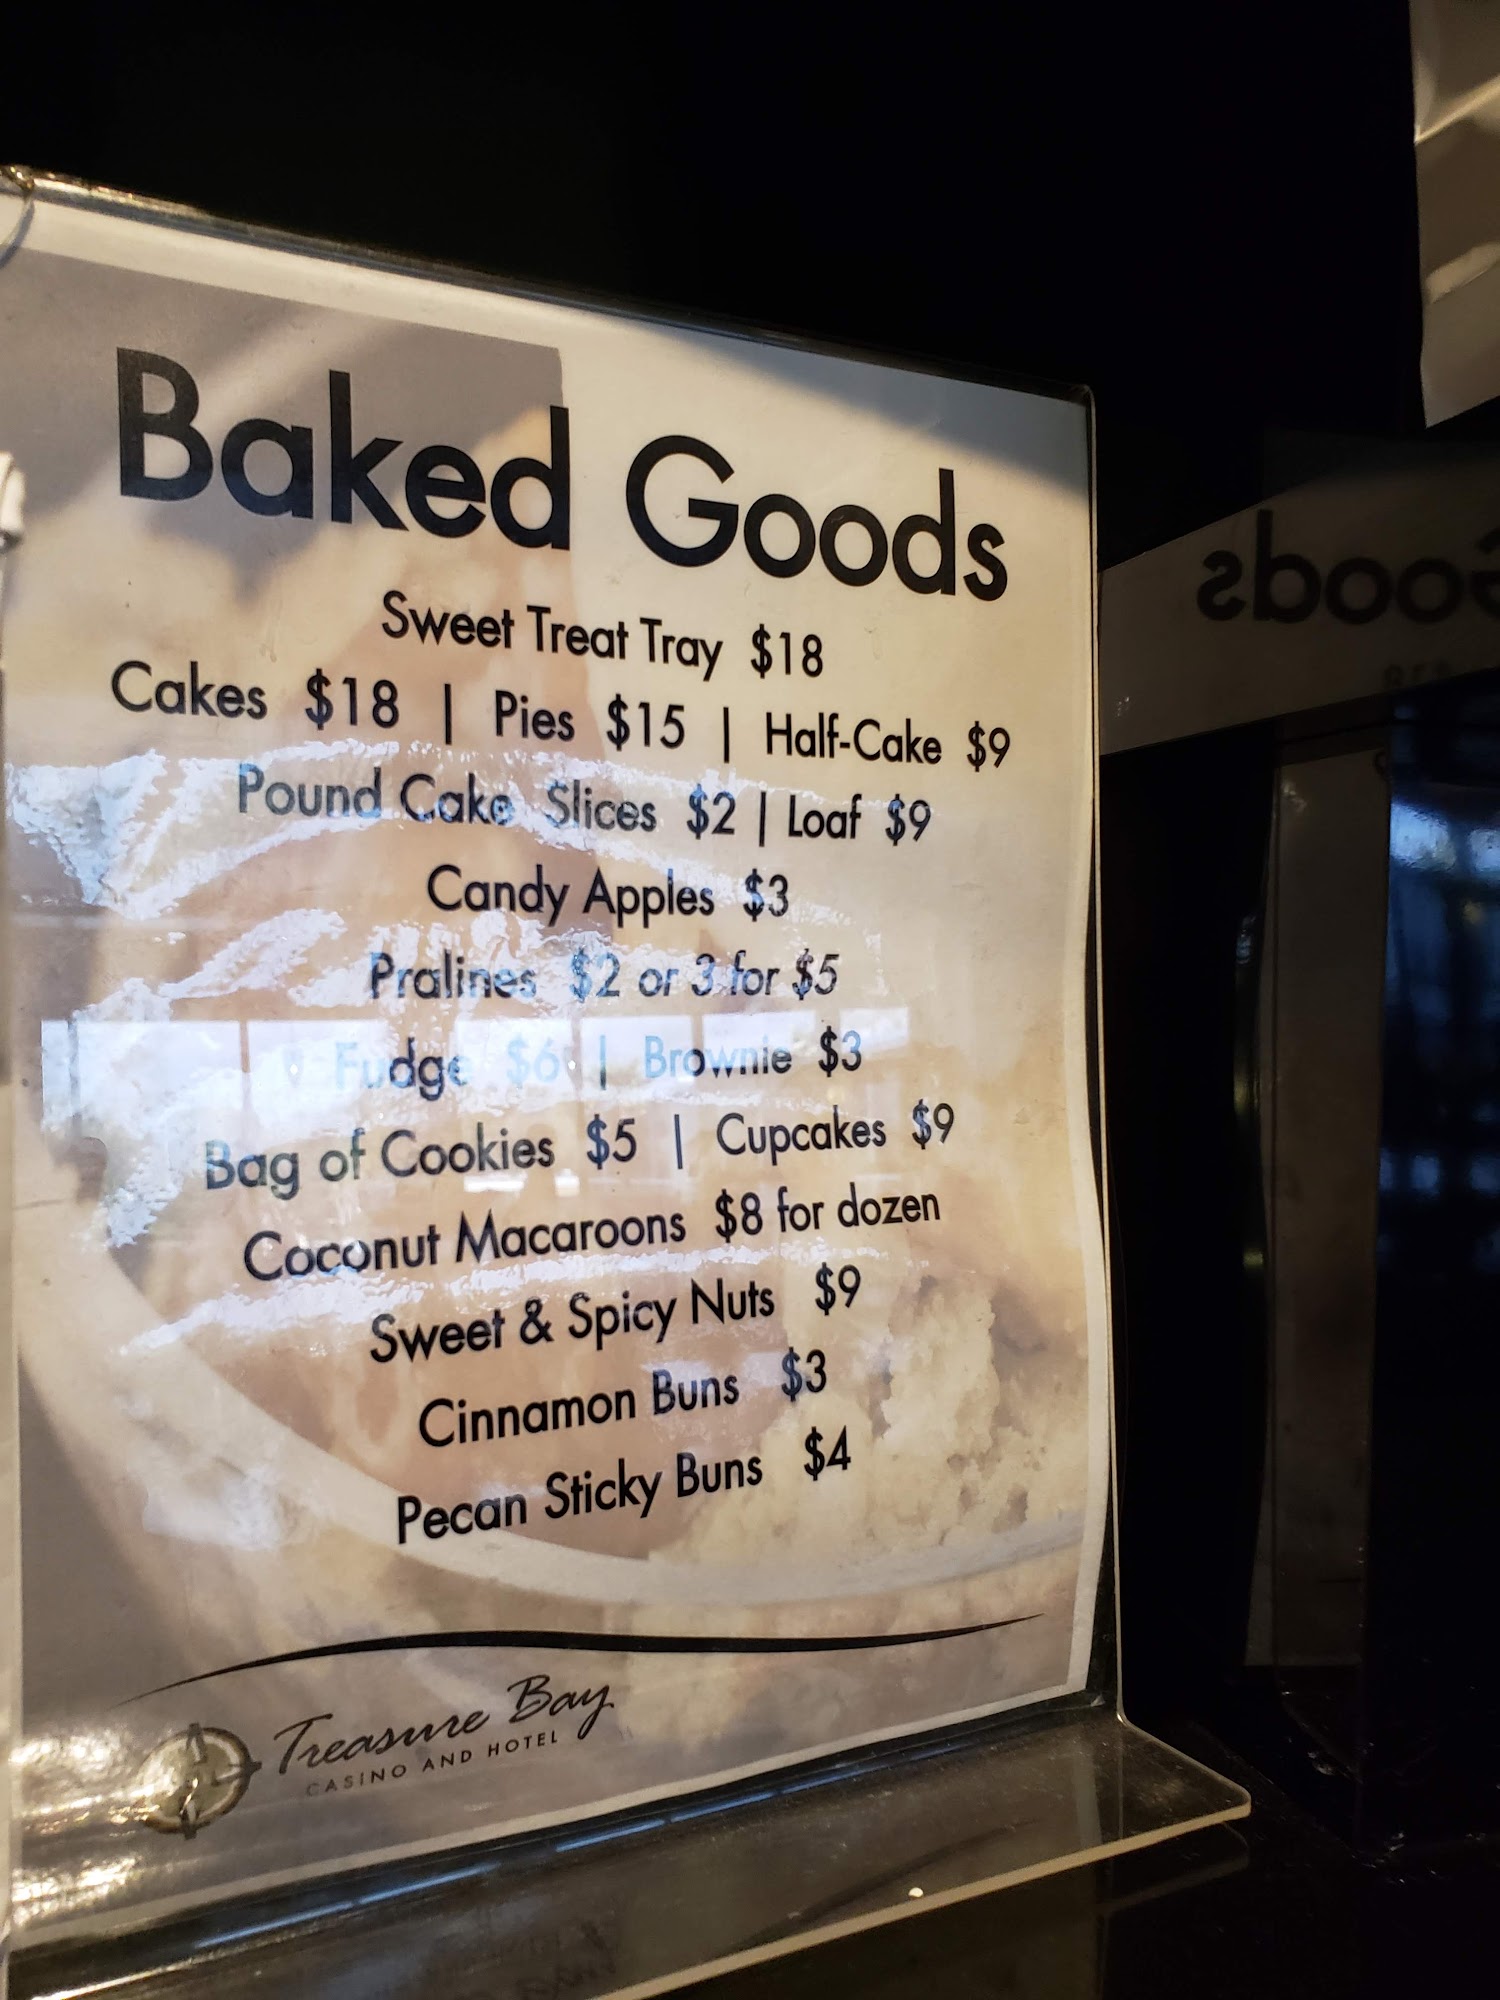 Baked Goods
Sweet Treat Tray $18
Cakes $18 | Pies $15 | Half-Cake $9
Pound Cake Slices $2 | Loaf $9
Candy Apples $3
Pralines $2 or 3 for $5
Fudge $6 | Brownie $3
Bag of Cookies $5 | Cupcakes $9
Coconut Macaroons $8 for dozen
Sweet & Spicy Nuts $9
Cinnamon Buns $3
Pecan Sticky Buns $4
Treasure Bay
CASINO AND HOTEL
Goods